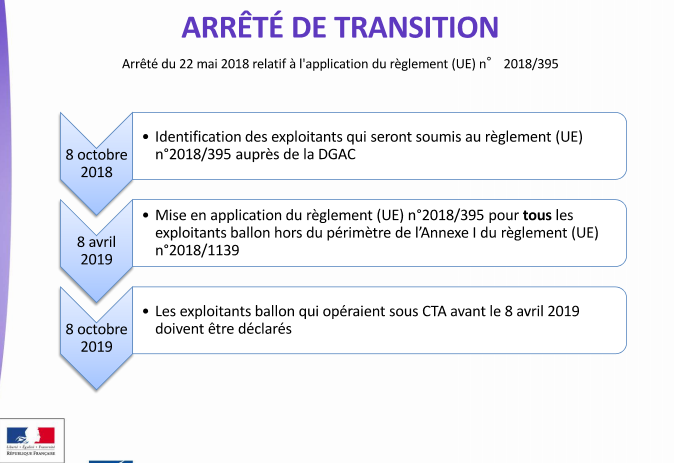 ARRÊTÉ DE TRANSITION
Arrêté du 22 mai 2018 relatif à l'application du règlement (UE) n° 2018/395
8 octobre
2018
• Identification des exploitants qui seront soumis au règlement (UE)
n°2018/395 auprès de la DGAC
8 avril
2019
• Mise en application du règlement (UE) n°2018/395 pour tous les
exploitants ballon hors du périmètre de l’Annexe I du règlement (UE)
n°2018/1139
8 octobre
2019
• Les exploitants ballon qui opéraient sous CTA avant le 8 avril 2019
doivent être déclarés
Liberté • Égalité • Fraternité
RÉPUBLIQUE FRANÇAISE